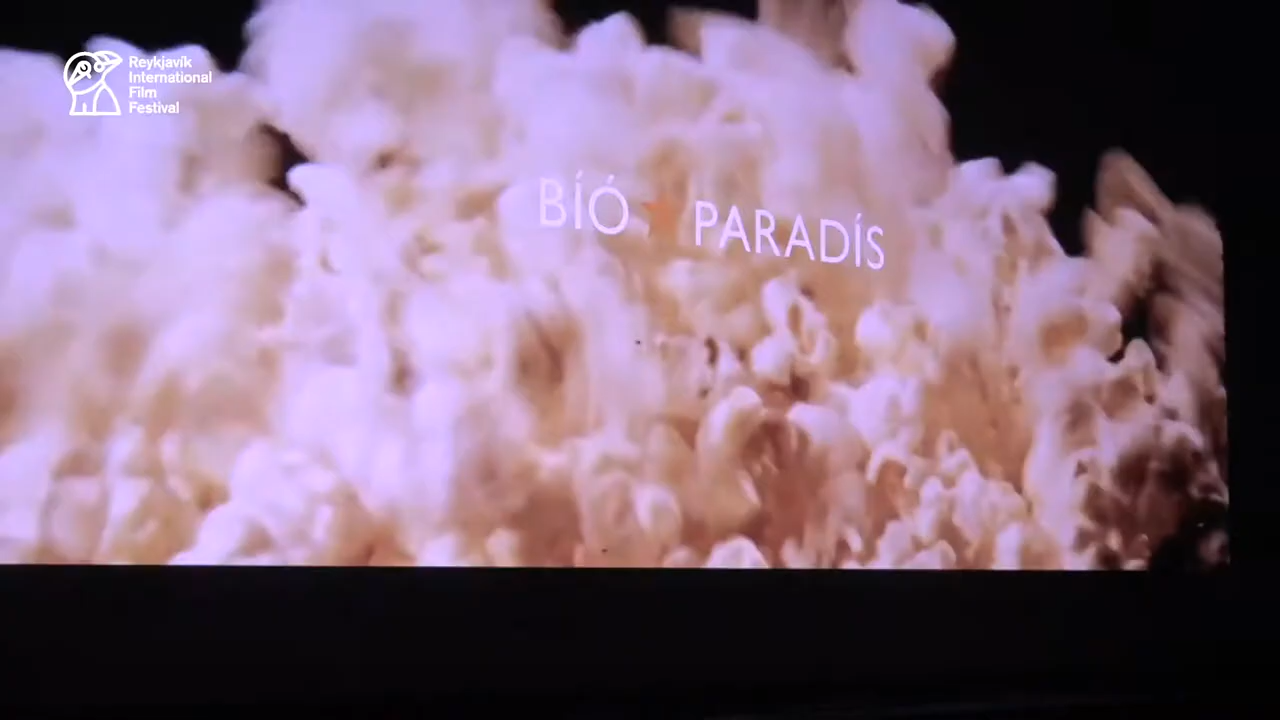 Reykjavík
International
Film
Festival
BÍÓ PARADÍS